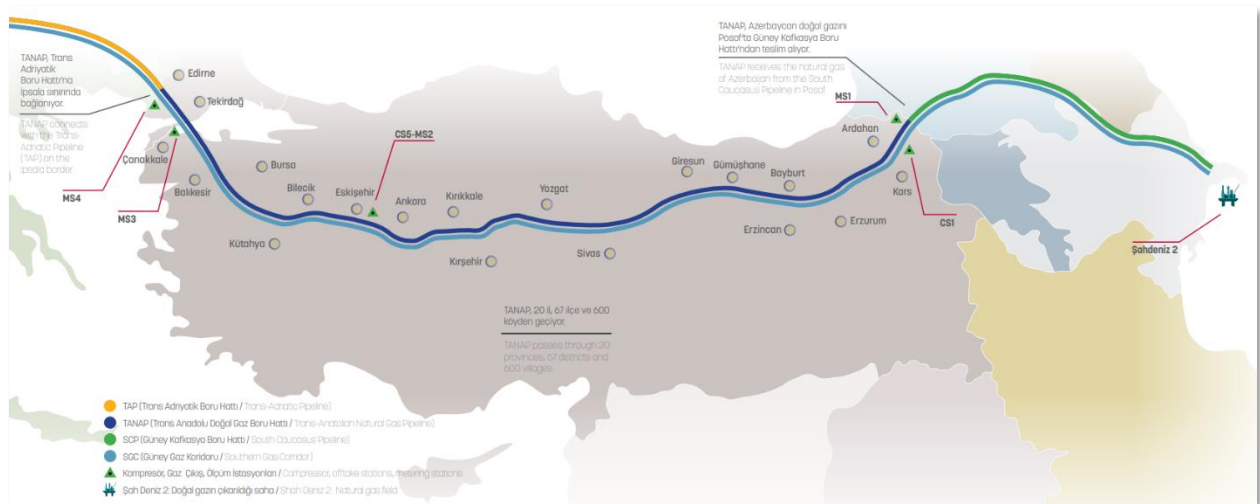 TANAP, Trans
Adriyatik
Boru Hattı'na
İpsala sınırında
bağlanıyor.
TANAP connects
with the Trans-
Adriatic Pipeline
(TAP) on the
Ipsala border
MS4
MS3
Edirne
Tekirdağ
Çanakkale
Balıkesir
Bursa
Bilecik
Kütahya
Eskişehir
CS5-MS2
Ankara
Kırıkkale
Kırşehir
Yozgat
Sivas
Giresun
Gümüşhane
Bayburt
Erzincan
Erzurum
TANAP, Azerbaycan doğal gazını
Posof'ta Güney Kafkasya Boru
Hattı'ndan teslim alıyor.
TANAP receives the natural gas
of Azerbaijan from the South
Caucasus Pipeline in Posof
MS1
Ardahan
Kars
CS1
Şahdeniz 2
TANAP, 20 il, 67 ilçe ve 600
köyden geçiyor.
TANAP passes through 20
provinces, 67 districts and
600 villages
TAP (Trans Adriyatik Boru Hattı / Trans-Adriatic Pipeline)
TANAP (Trans Anadolu Doğal Gaz Boru Hattı / Trans-Anatolian Natural Gas Pipeline)
SCP (Güney Kafkasya Boru Hattı / South Caucasus Pipeline)
SGC (Güney Gaz Koridoru / Southern Gas Corridor)
Kompresör, Gaz Çıkış, Ölçüm İstasyonları / Compressor, offtake stations, metering stations
Şah Deniz 2: Doğal gazın çıkarıldığı saha / Shah Deniz 2 Natural gas field